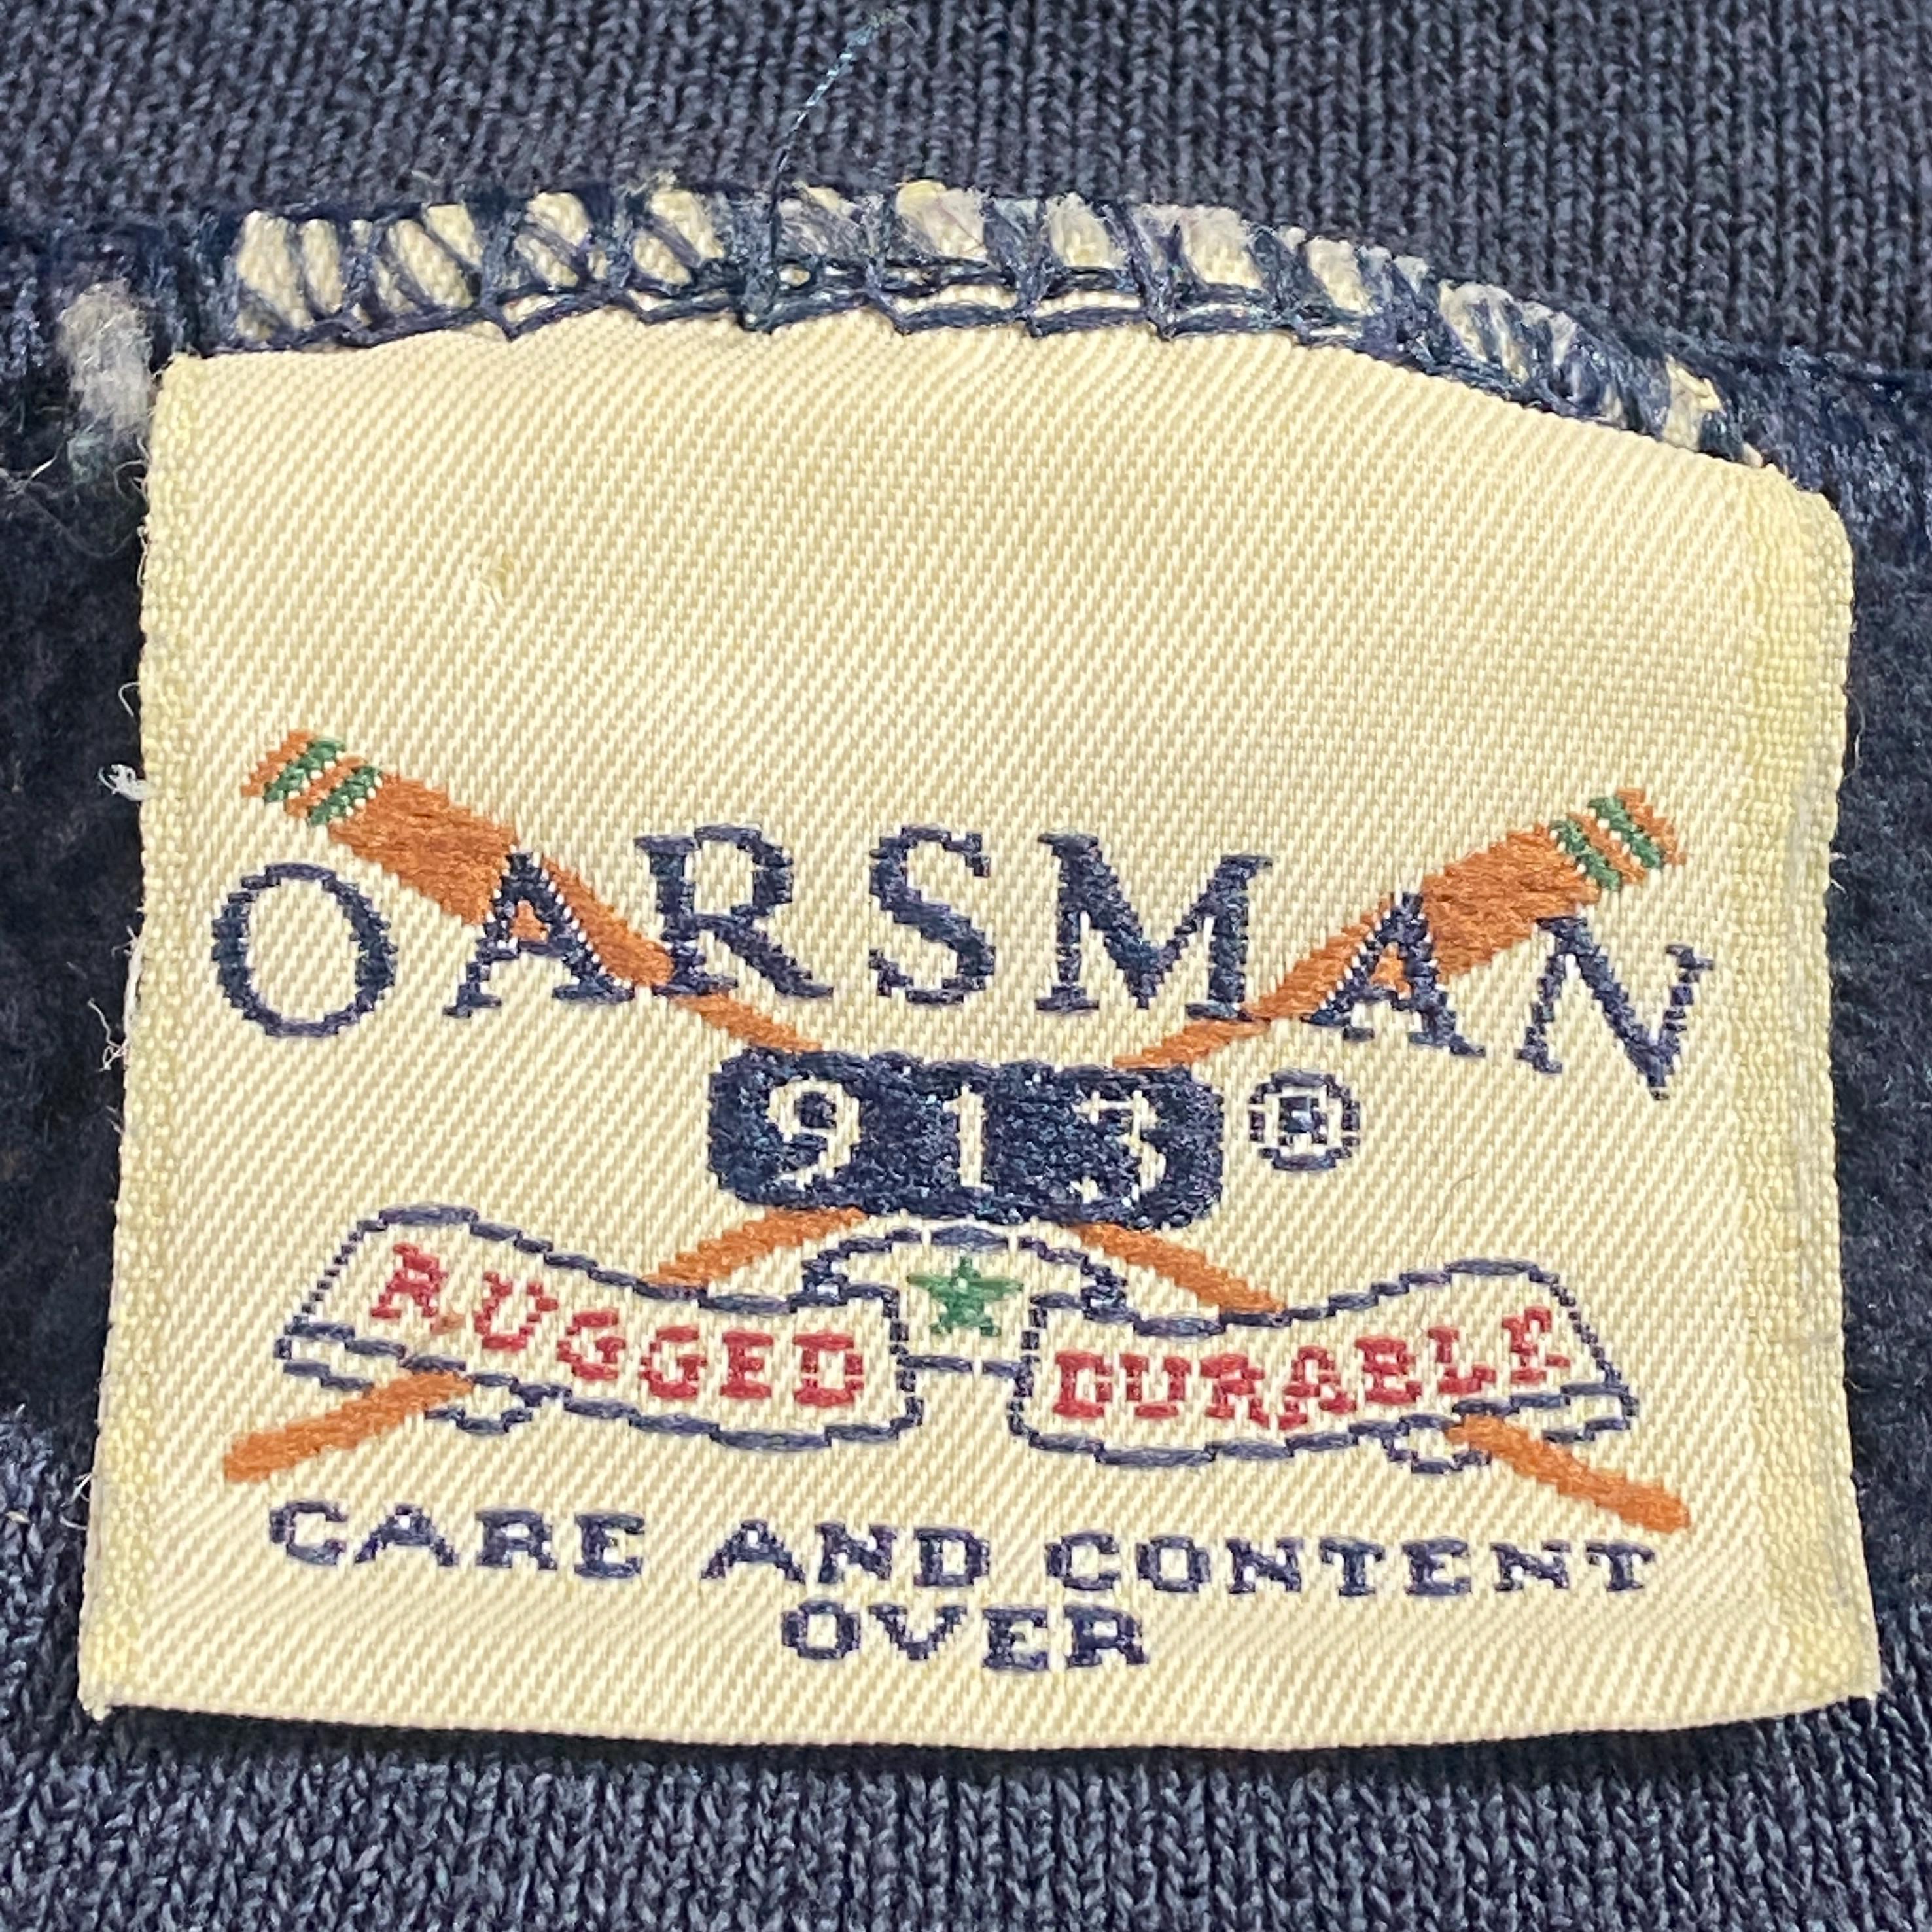 OARSMAN
913®
RUGGED DURABLE
CARE AND CONTENT
OVER